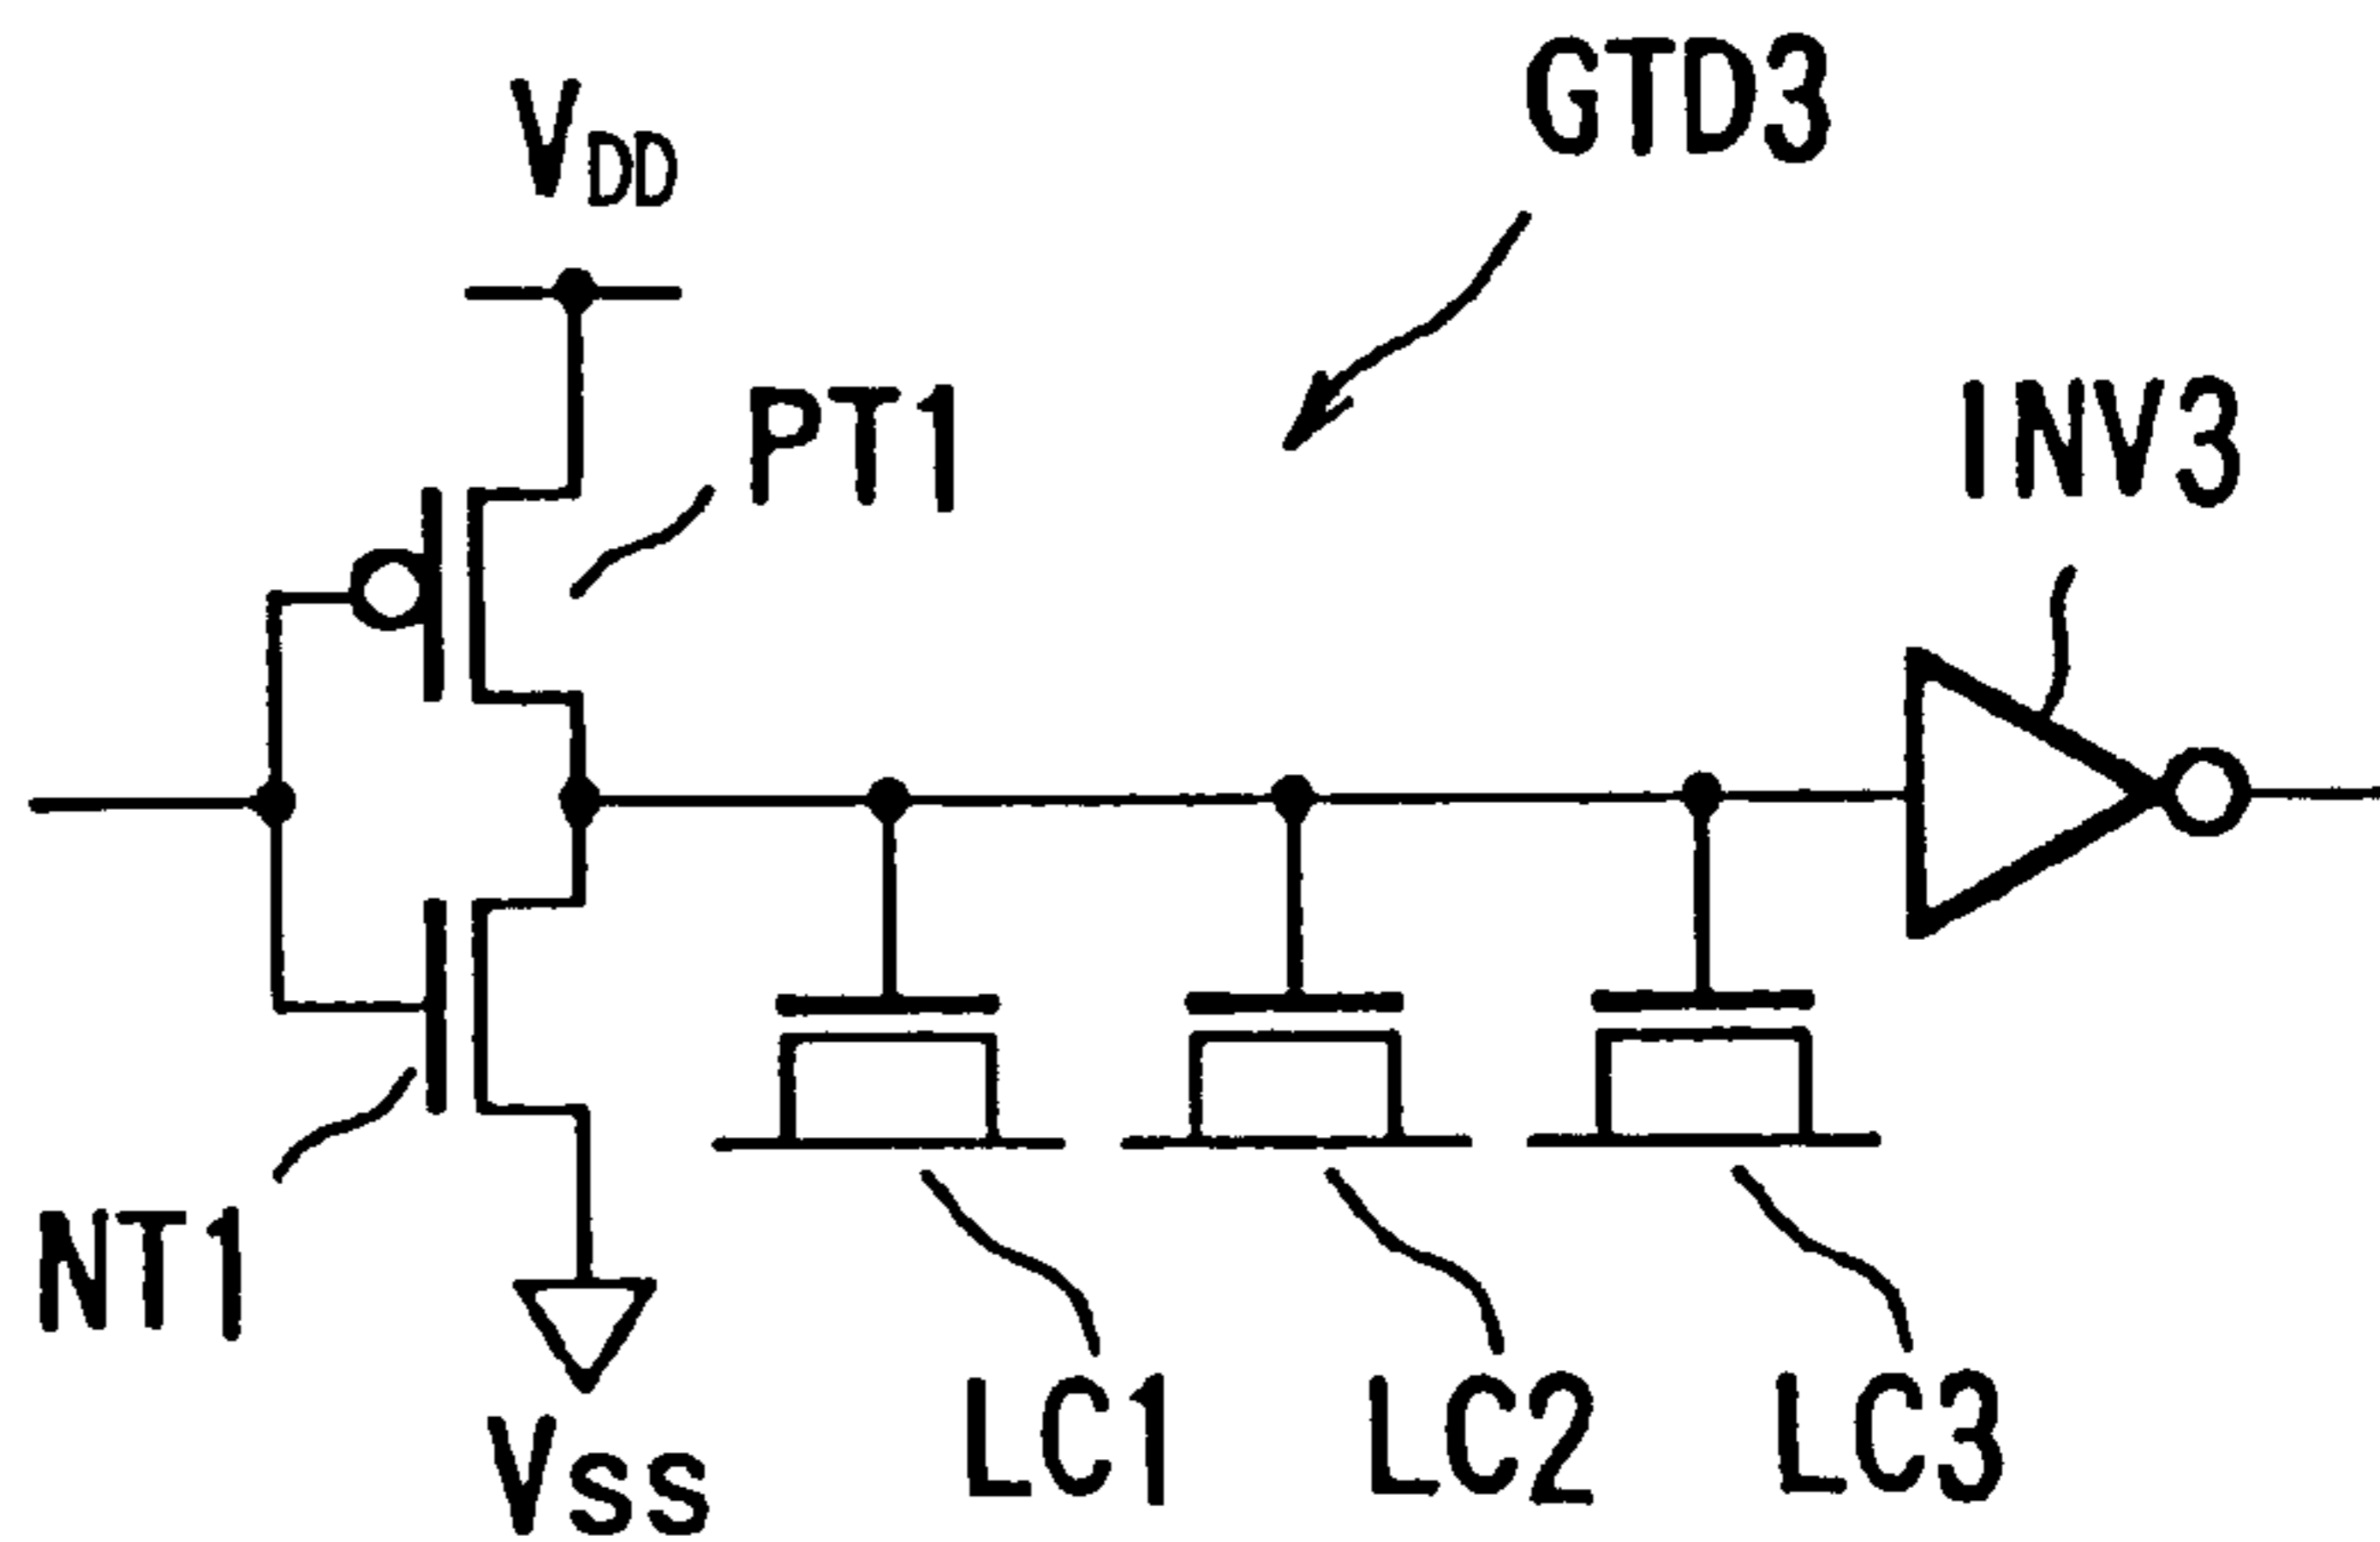 GTD3
VDD
PT1
INV3
NT1
VSS
LC1
LC2
LC3